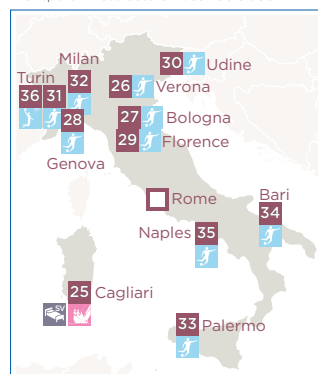 Milan
30 Udine
Turin 32
26 Verona
36 31
27 Bologna
28
29 Florence
Genova
Rome
Bari
34
Naples 35
25 Cagliari
SV
33 Palermo